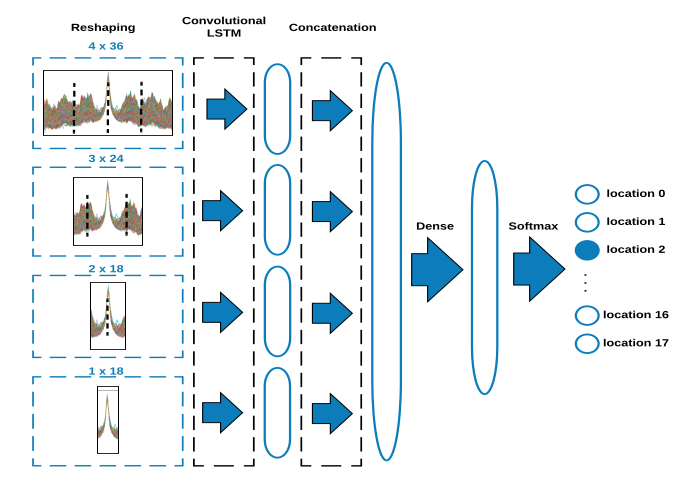 Reshaping
Convolutional
LSTM
Concatenation
4 x 36
3 x 24
2 x 18
1 x 18
Dense
Softmax
location 0
location 1
location 2
location 16
location 17